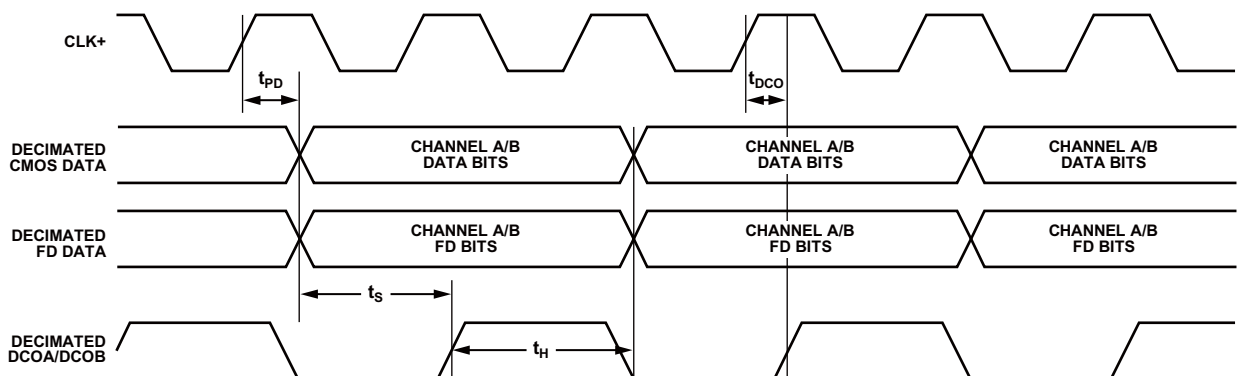 CLK+
tPD
tDCO
DECIMATED
CMOS DATA
CHANNEL A/B
DATA BITS
CHANNEL A/B
DATA BITS
CHANNEL A/B
DATA BITS
DECIMATED
FD DATA
CHANNEL A/B
FD BITS
CHANNEL A/B
FD BITS
CHANNEL A/B
FD BITS
tS
DECIMATED
DCOA/DCOB
tH